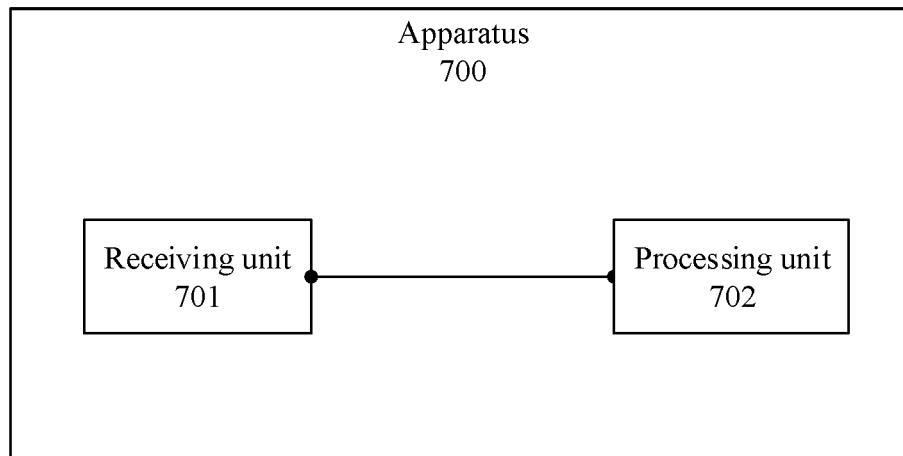 Apparatus
700
Receiving unit
701
Processing unit
702